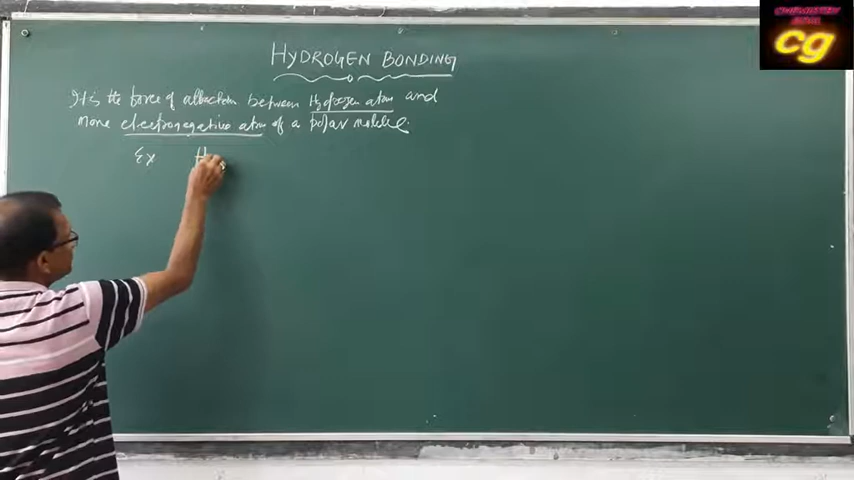 cg
HYDROGEN BONDING
It is the force of attraction between Hydrogen atom and
more electronegative atom of a polar molecule.
Ex H